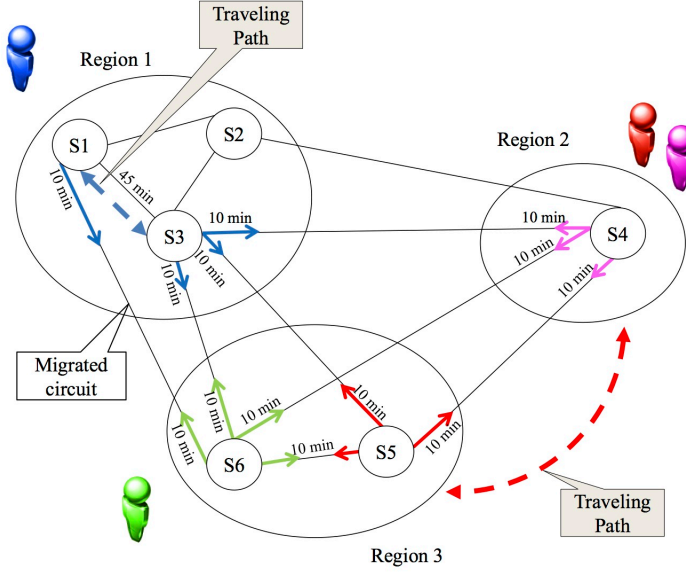 Traveling
Path
Region 1
S1
S2
Region 2
45 min
10 min
S3
10 min
10 min
10 min
10 min
S4
10 min
10 min
Migrated
circuit
10 min
10 min
10 min
10 min
10 min
10 min
S6
S5
Traveling
Path
Region 3